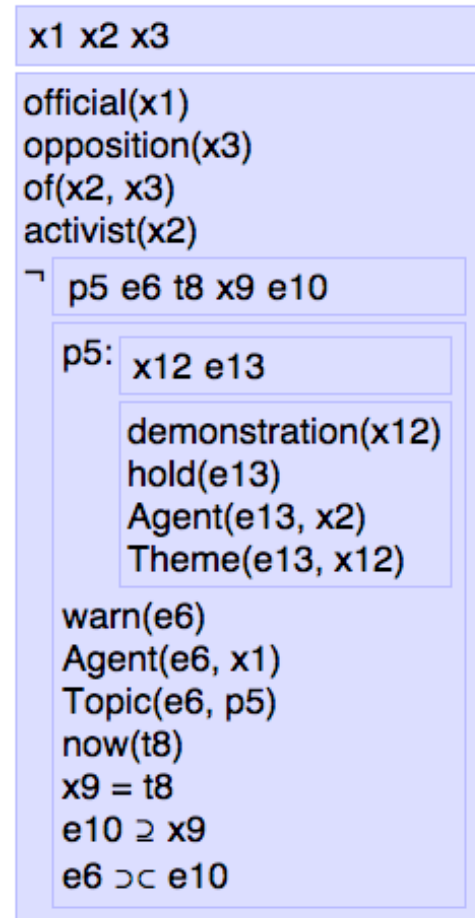 x1 x2 x3
official(x1)
opposition(x3)
of(x2, x3)
activist(x2)
¬ p5 e6 t8 x9 e10
p5: x12 e13
demonstration(x12)
hold(e13)
Agent(e13, x2)
Theme(e13, x12)
warn(e6)
Agent(e6, x1)
Topic(e6, p5)
now(t8)
x9 = t8
e10 ⊇ x9
e6 ⊃⊂ e10